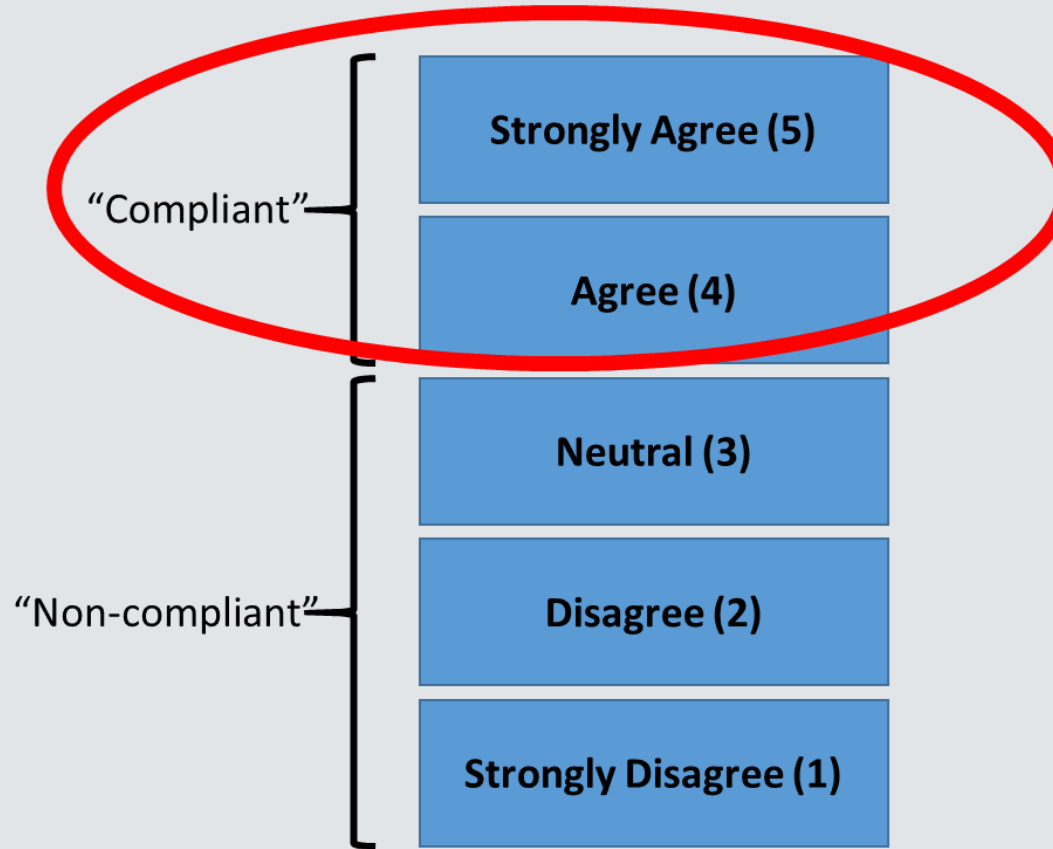 Strongly Agree (5)
“Compliant”
Agree (4)
Neutral (3)
Disagree (2)
“Non-compliant”
Strongly Disagree (1)